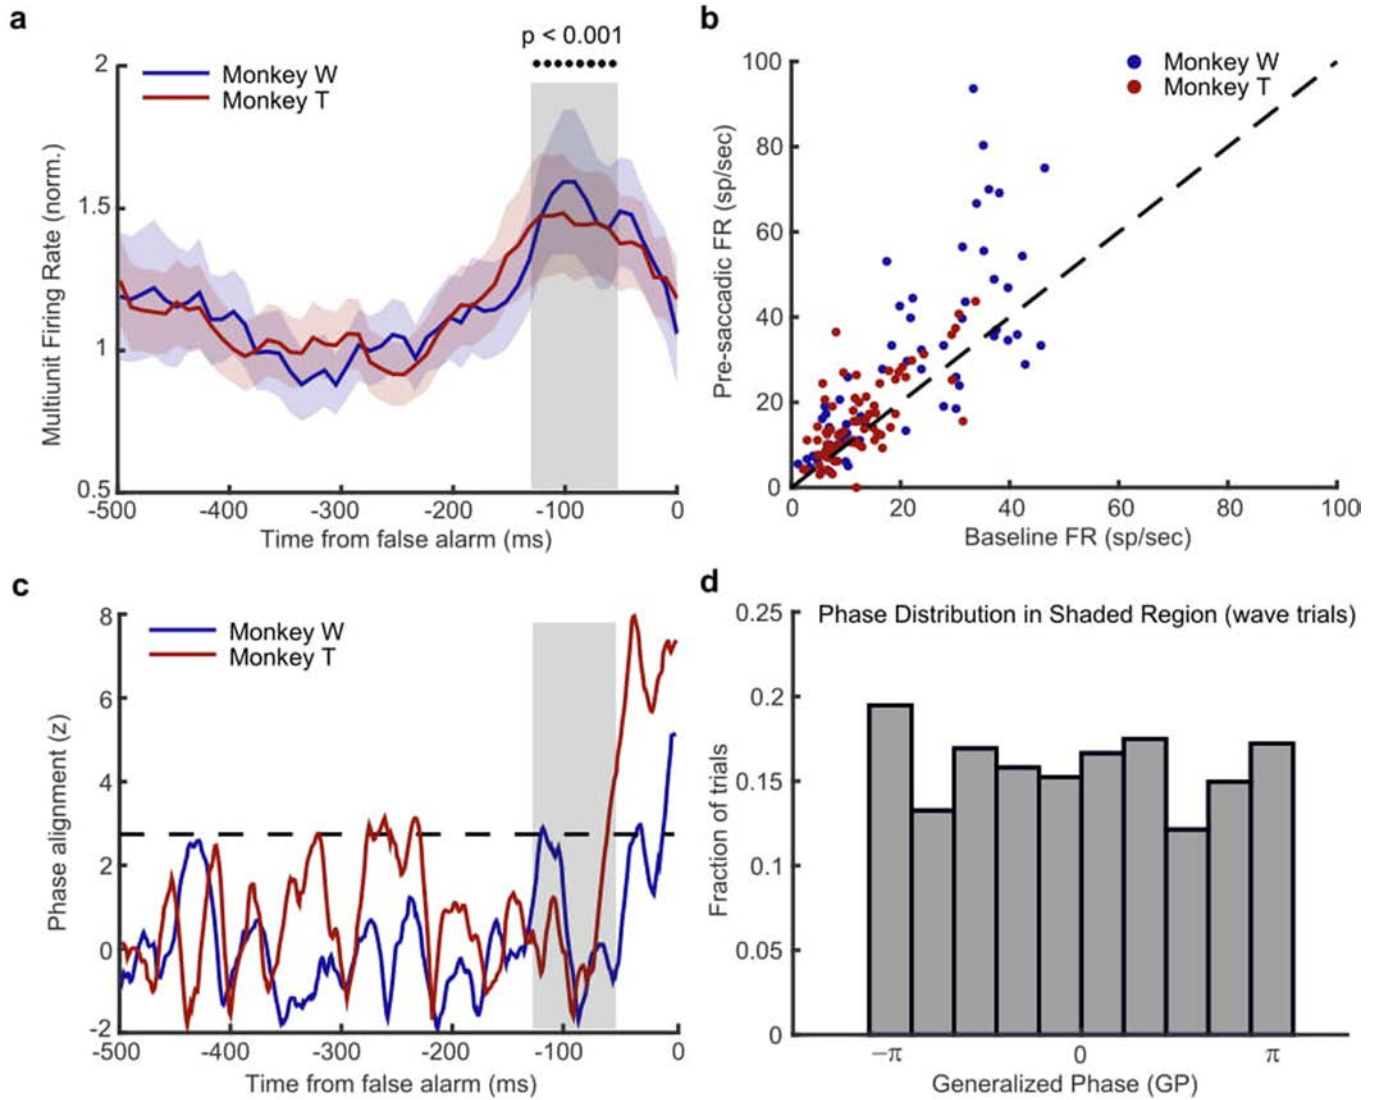 a
p < 0.001
Monkey W
Monkey T
2
1.5
1
0.5
Multiunit Firing Rate (norm.)
-500
-400
-300
-200
-100
0
Time from false alarm (ms)
b
Monkey W
Monkey T
100
80
60
40
20
0
Pre-saccadic FR (sp/sec)
0
20
40
60
80
100
Baseline FR (sp/sec)
c
Monkey W
Monkey T
8
6
4
2
0
-2
Phase alignment (z)
-500
-400
-300
-200
-100
0
Time from false alarm (ms)
d
Phase Distribution in Shaded Region (wave trials)
0.25
0.2
0.15
0.1
0.05
0
Fraction of trials
−π
0
π
Generalized Phase (GP)